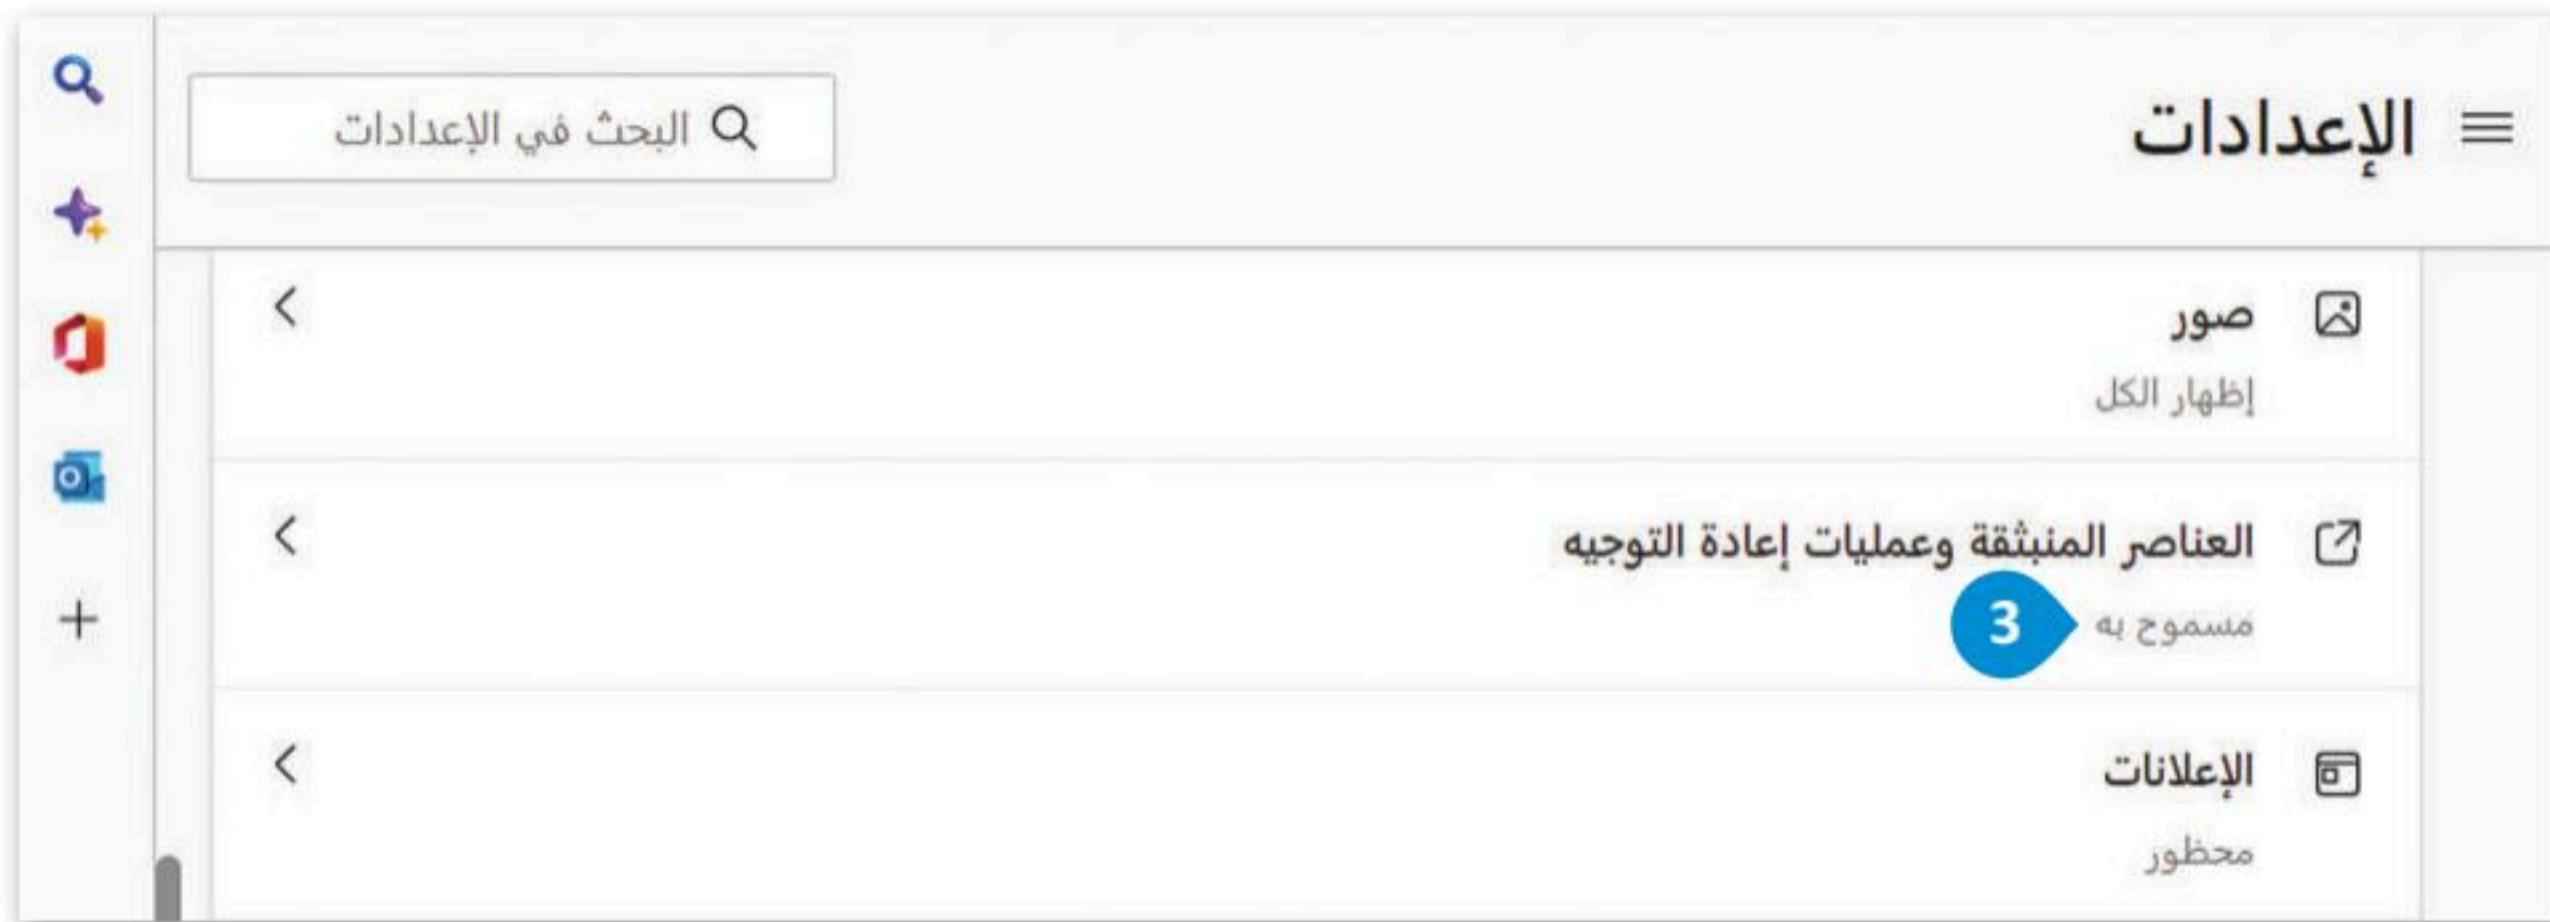 الإعدادات
البحث في الإعدادات
صور
إظهار الكل
العناصر المنبثقة وعمليات إعادة التوجيه
مسموح به
3
الإعلانات
محظور